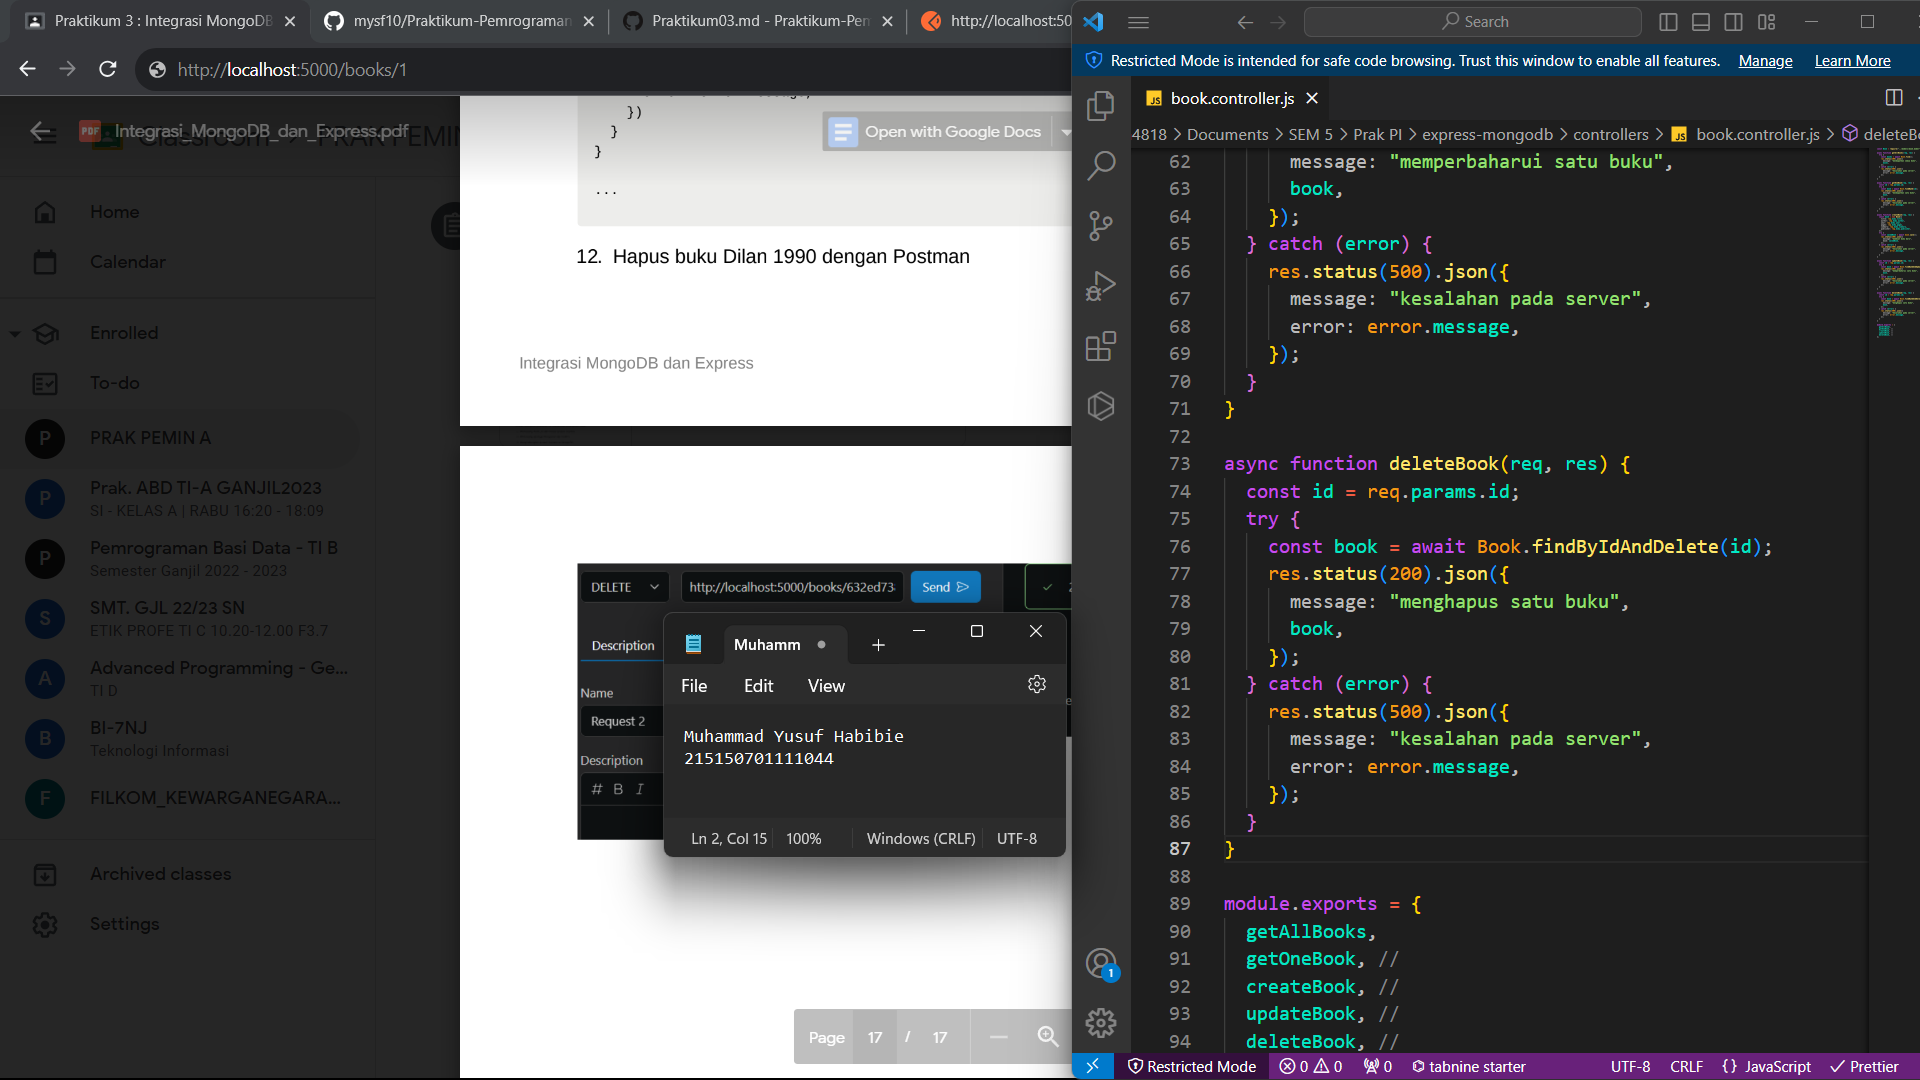 Praktikum 3 : Integrasi MongoDB
mysf10/Praktikum-Pemrograman
Praktikum03.md - Praktikum-Pem
http://localhost:50
http://localhost:5000/books/1
Integrasi_MongoDB_dan_Express.pdf
Classroom
PRAK PEMIN
Home
Calendar
Enrolled
To-do
P
PRAK PEMIN A
P
Prak. ABD TI-A GANJIL2023
SI - KELAS A | RABU 16:20 - 18:09
P
Pemrograman Basi Data - TI B
Semester Ganjil 2022 - 2023
S
SMT. GJL 22/23 SN
ETIK PROFE TI C 10.20-12.00 F3.7
A
Advanced Programming - Ge...
TI D
B
BI-7NJ
Teknologi Informasi
F
FILKOM_KEWARGANEGARA...
Archived classes
Settings
})
}
}
...
Open with Google Docs
12. Hapus buku Dilan 1990 dengan Postman
Integrasi MongoDB dan Express
DELETE
http://localhost:5000/books/632ed73
Send
Description
Name
Request 2
Description
# B I
Muhamm
File Edit View
Muhammad Yusuf Habibie
215150701111044
Ln 2, Col 15 100% Windows (CRLF) UTF-8
Page 17 / 17
Search
Restricted Mode is intended for safe code browsing. Trust this window to enable all features. Manage Learn More
JS book.controller.js
4818 > Documents > SEM 5 > Prak PI > express-mongodb > controllers > JS book.controller.js > deleteBo
62 message: "memperbaharui satu buku",
63 book,
64 });
65 } catch (error) {
66 res.status(500).json({
67 message: "kesalahan pada server",
68 error: error.message,
69 });
70 }
71 }
72
73 async function deleteBook(req, res) {
74 const id = req.params.id;
75 try {
76 const book = await Book.findByIdAndDelete(id);
77 res.status(200).json({
78 message: "menghapus satu buku",
79 book,
80 });
81 } catch (error) {
82 res.status(500).json({
83 message: "kesalahan pada server",
84 error: error.message,
85 });
86 }
87 }
88
89 module.exports = {
90 getAllBooks,
91 getOneBook, //
92 createBook, //
93 updateBook, //
94 deleteBook, //
1
Restricted Mode 0 0 0 tabnine starter UTF-8 CRLF {} JavaScript Prettier